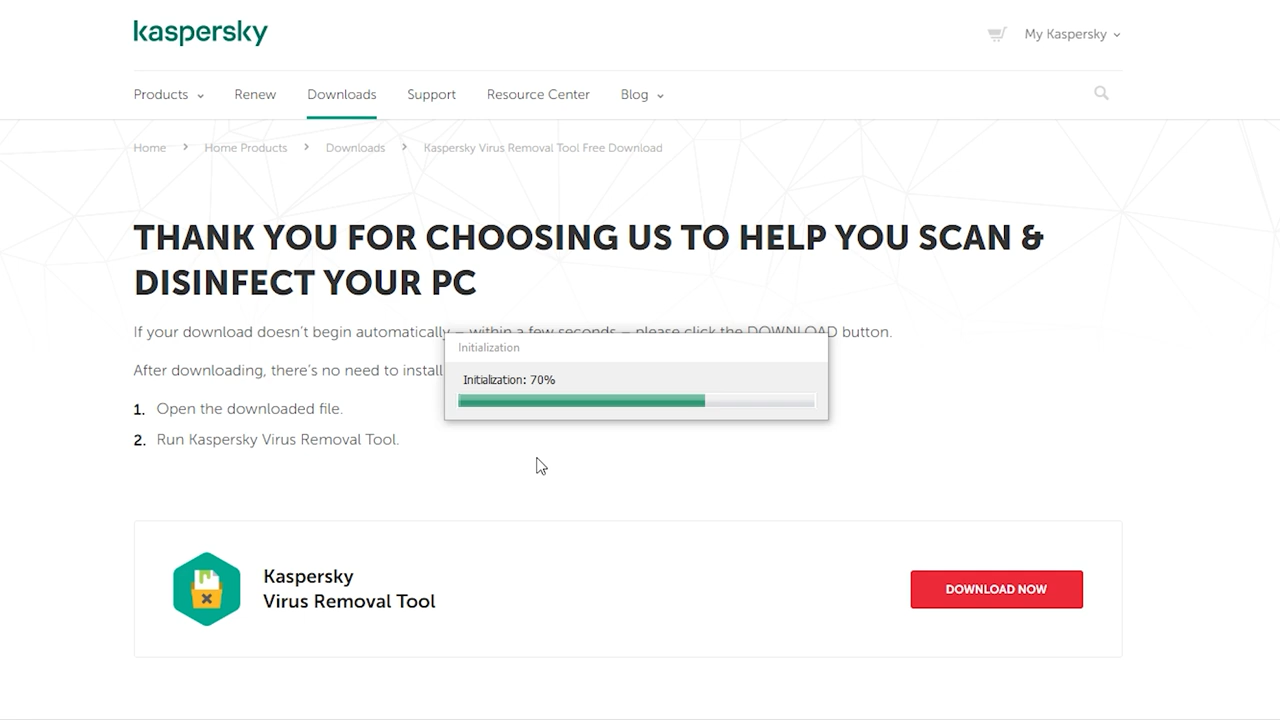 kaspersky
My Kaspersky
Products
Renew
Downloads
Support
Resource Center
Blog
Home
Home Products
Downloads
Kaspersky Virus Removal Tool Free Download
THANK YOU FOR CHOOSING US TO HELP YOU SCAN &
DISINFECT YOUR PC
If your download doesn't begin automatically – within a few seconds – please click the DOWNLOAD button.
Initialization
After downloading, there's no need to install
Initialization: 70%
1. Open the downloaded file.
2. Run Kaspersky Virus Removal Tool.
Kaspersky
Virus Removal Tool
DOWNLOAD NOW